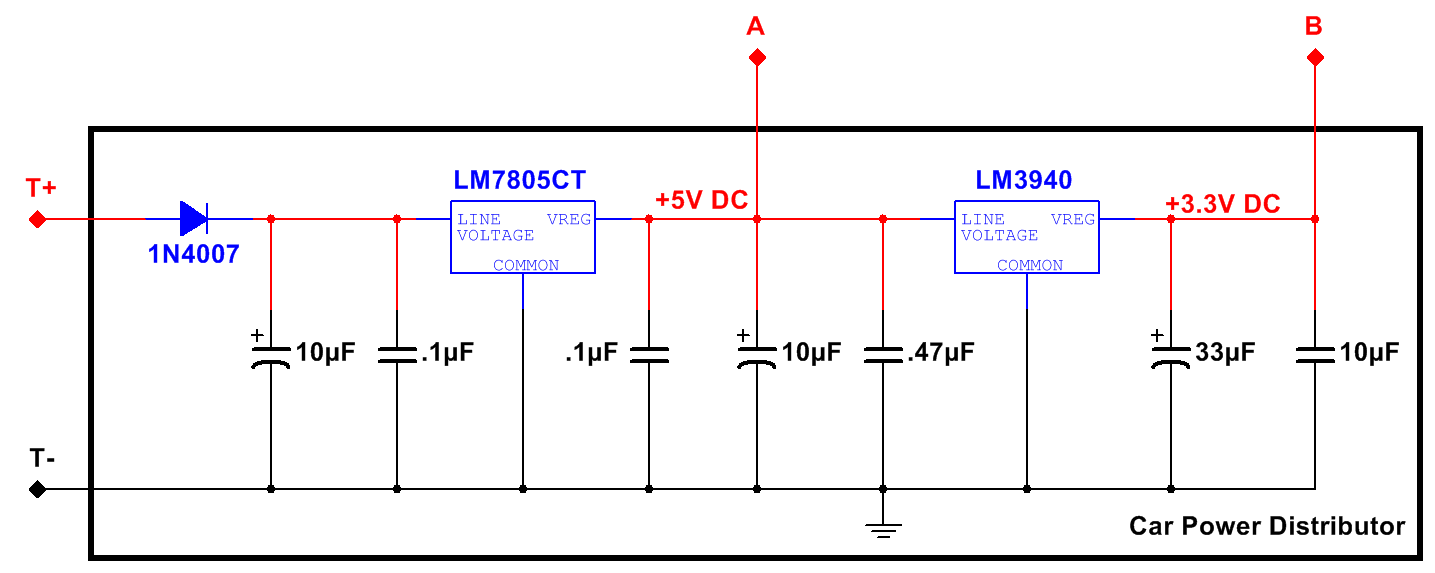 A
B
T+
1N4007
LM7805CT
LINE VREG
VOLTAGE
COMMON
+5V DC
LM3940
LINE VREG
VOLTAGE
COMMON
+3.3V DC
+ 10µF
.1µF
.1µF
+ 10µF
.47µF
+ 33µF
10µF
T-
Car Power Distributor